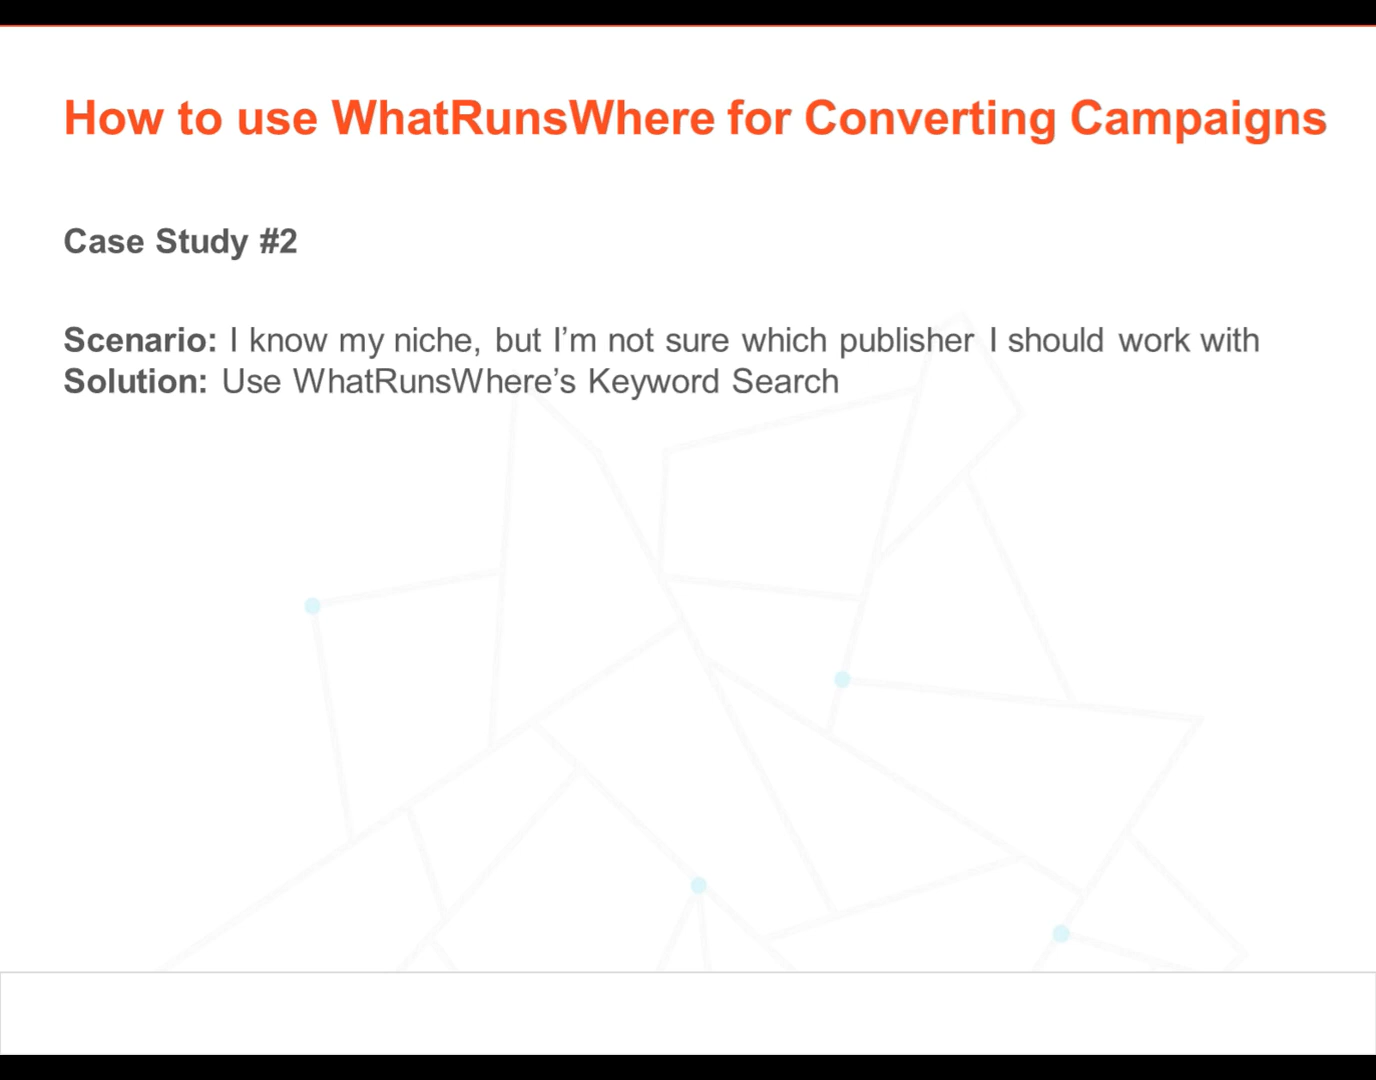 How to use WhatRunsWhere for Converting Campaigns
Case Study #2
Scenario: I know my niche, but I’m not sure which publisher I should work with
Solution: Use WhatRunsWhere’s Keyword Search